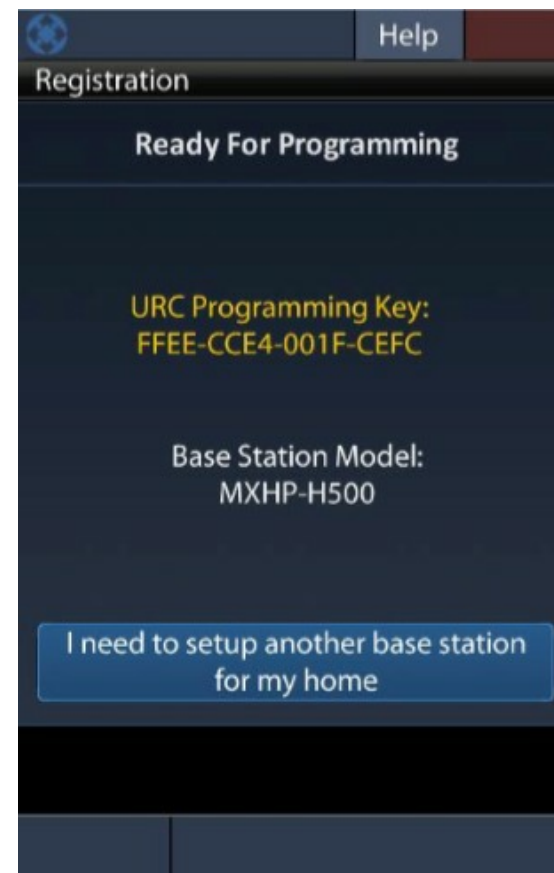 Help
Registration
Ready For Programming
URC Programming Key:
FFEE-CCE4-001F-CEFC
Base Station Model:
MXHP-H500
I need to setup another base station
for my home